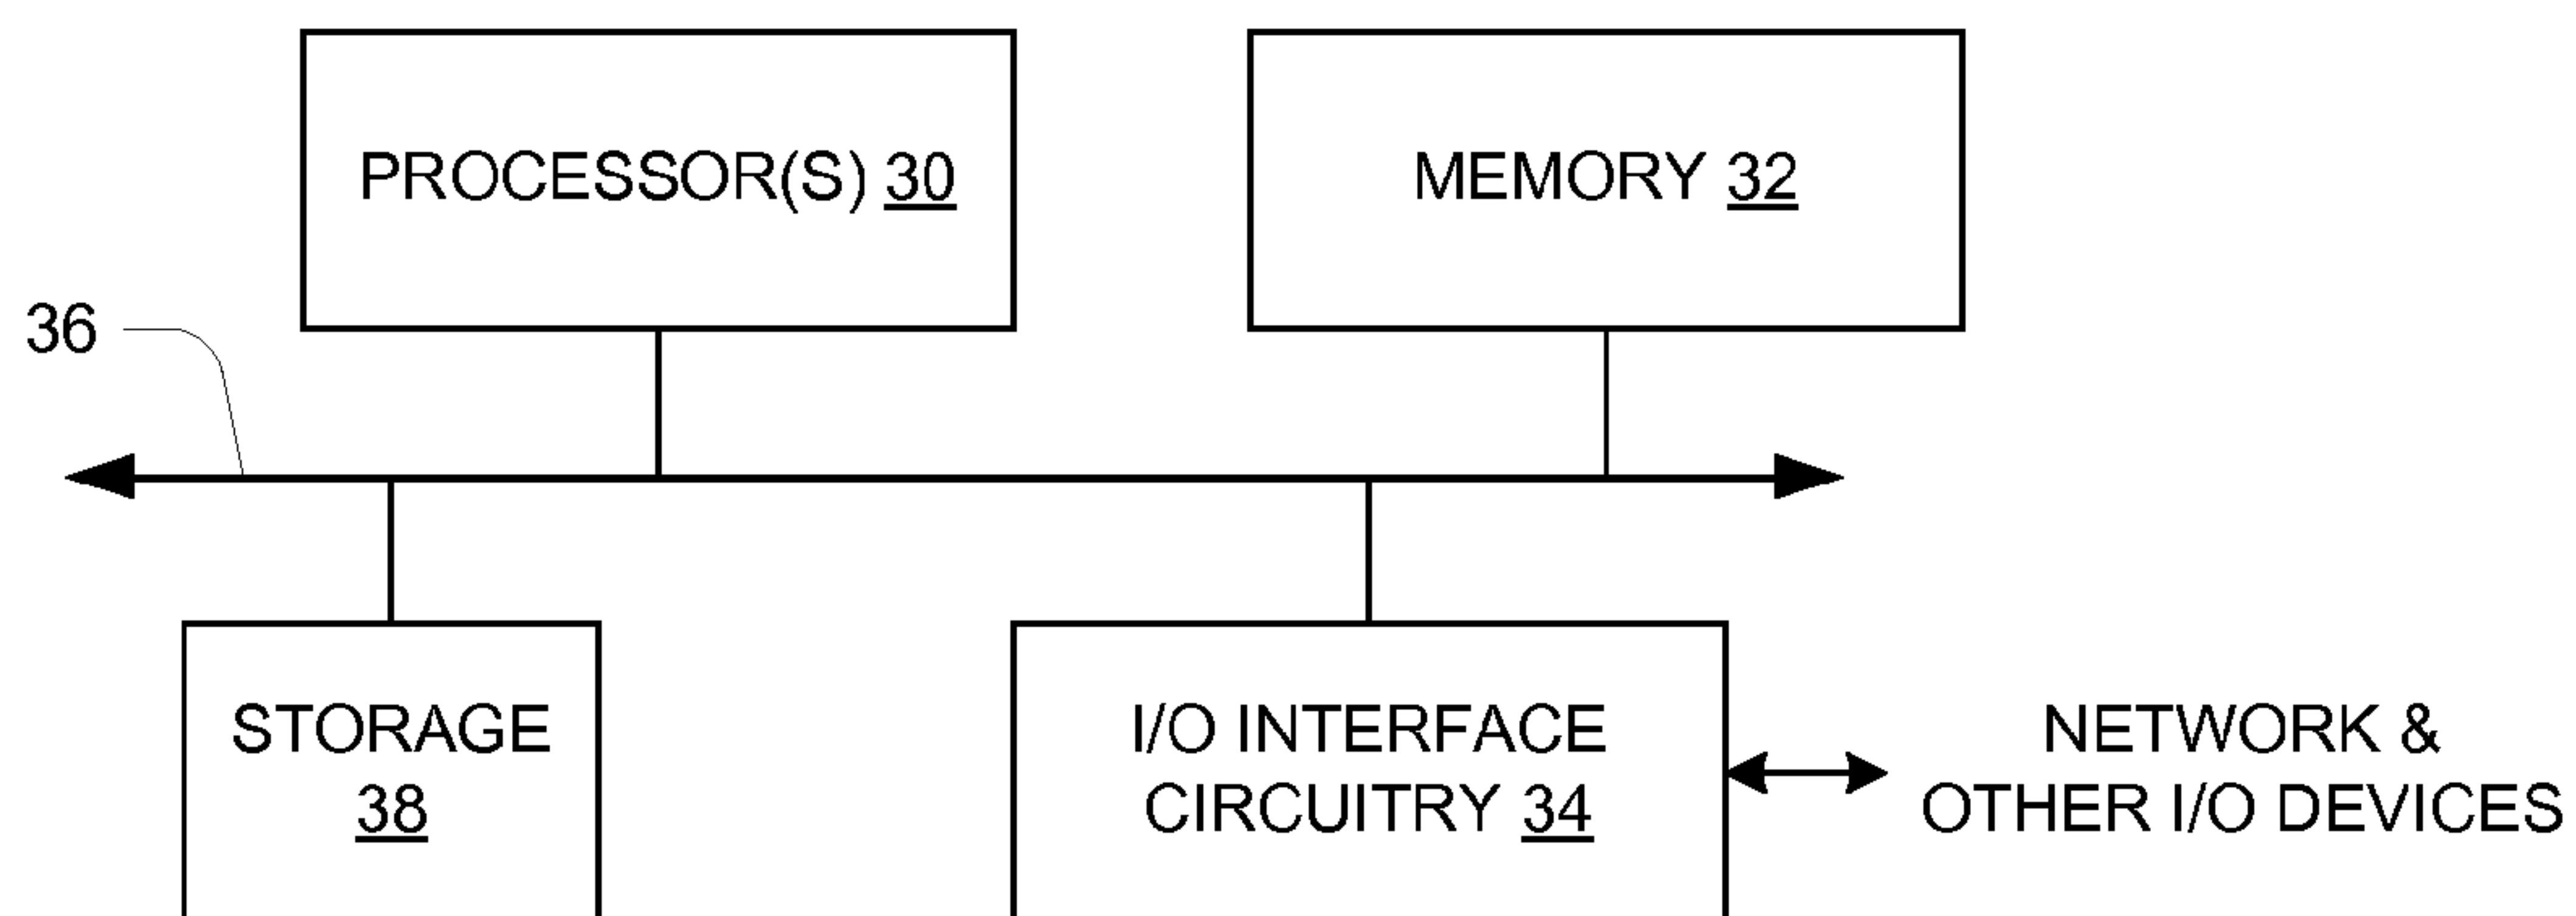 PROCESSOR(S) 30
MEMORY 32
36
STORAGE
38
I/O INTERFACE
CIRCUITRY 34
NETWORK &
OTHER I/O DEVICES